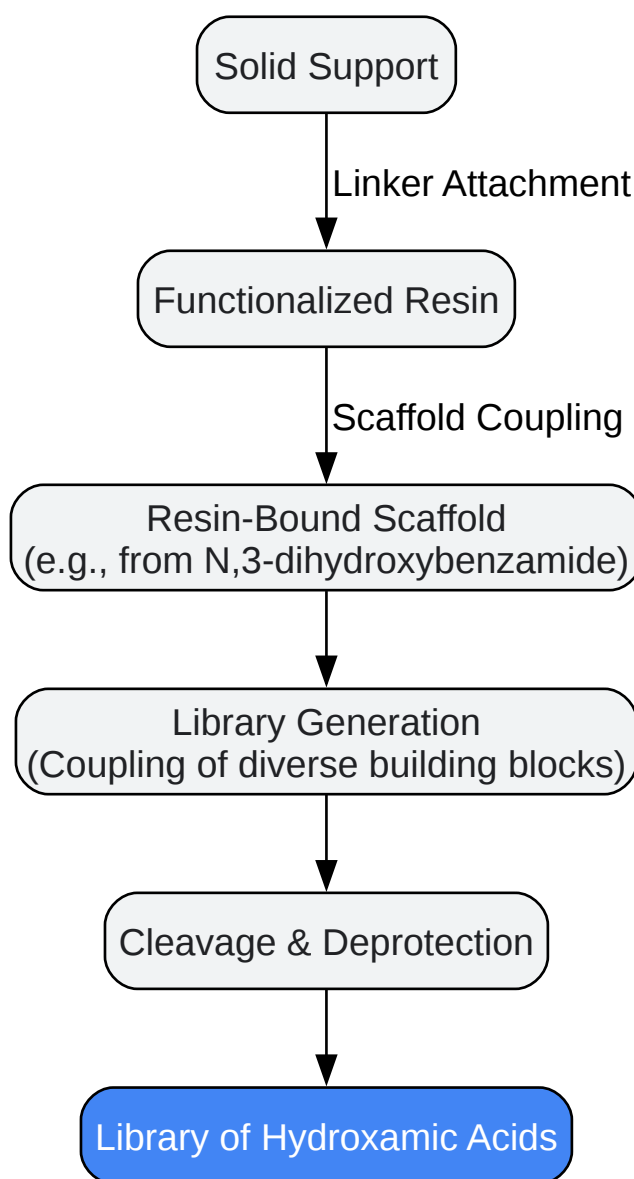 Solid Support
Linker Attachment
Functionalized Resin
Scaffold Coupling
Resin-Bound Scaffold
(e.g., from N,3-dihydroxybenzamide)
Library Generation
(Coupling of diverse building blocks)
Cleavage & Deprotection
Library of Hydroxamic Acids